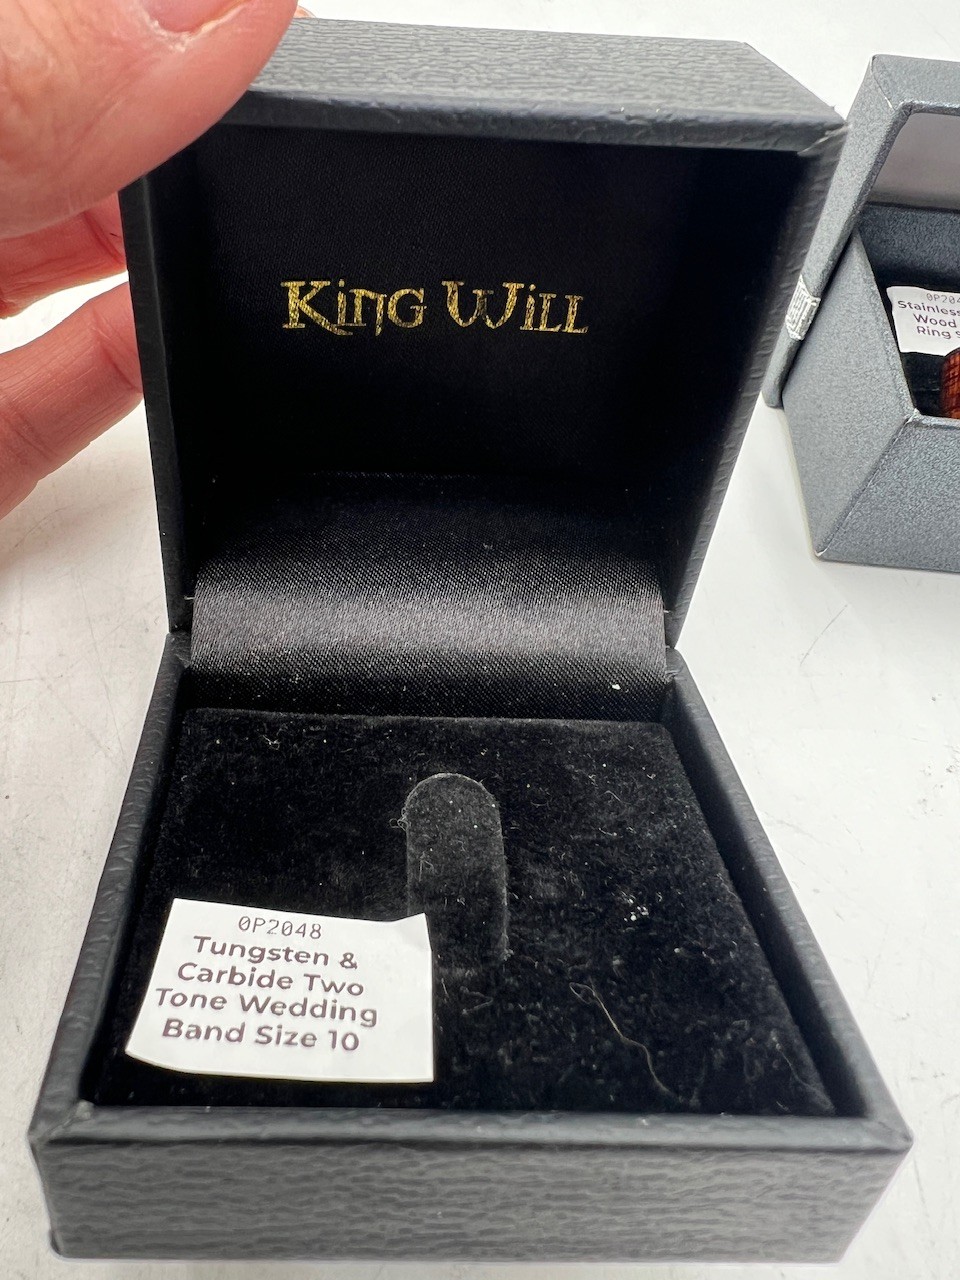 King Will
0P2048
Tungsten &
Carbide Two
Tone Wedding
Band Size 10
Stainless
Wood
Ring